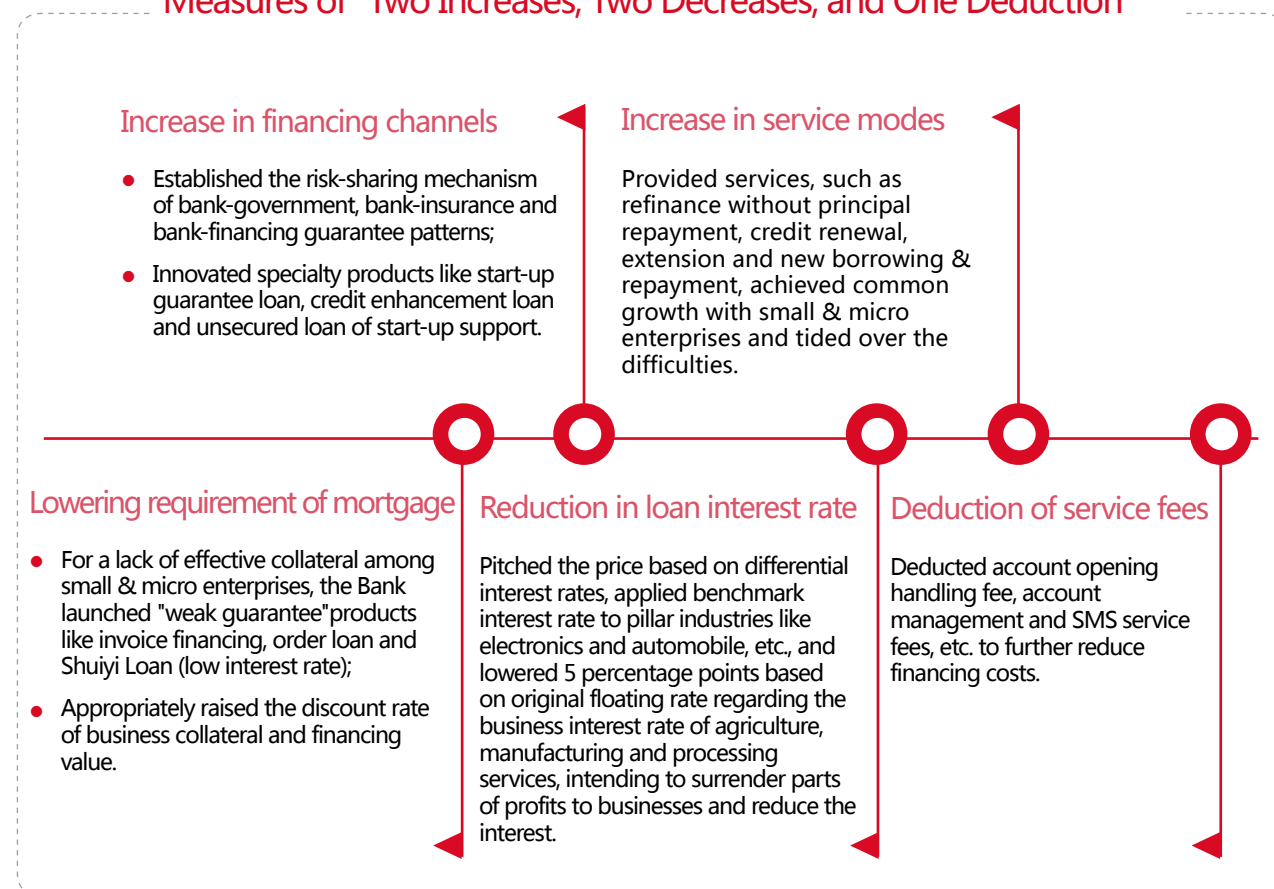 Measures of "Two Increases, Two Decreases, and One Deduction"
Increase in financing channels
● Established the risk-sharing mechanism
of bank-government, bank-insurance and
bank-financing guarantee patterns;
● Innovated specialty products like start-up
guarantee loan, credit enhancement loan
and unsecured loan of start-up support.
Increase in service modes
Provided services, such as
refinance without principal
repayment, credit renewal,
extension and new borrowing &
repayment, achieved common
growth with small & micro
enterprises and tided over the
difficulties.
Lowering requirement of mortgage
● For a lack of effective collateral among
small & micro enterprises, the Bank
launched "weak guarantee"products
like invoice financing, order loan and
Shuiyi Loan (low interest rate);
● Appropriately raised the discount rate
of business collateral and financing
value.
Reduction in loan interest rate
Pitched the price based on differential
interest rates, applied benchmark
interest rate to pillar industries like
electronics and automobile, etc., and
lowered 5 percentage points based
on original floating rate regarding the
business interest rate of agriculture,
manufacturing and processing
services, intending to surrender parts
of profits to businesses and reduce the
interest.
Deduction of service fees
Deducted account opening
handling fee, account
management and SMS service
fees, etc. to further reduce
financing costs.